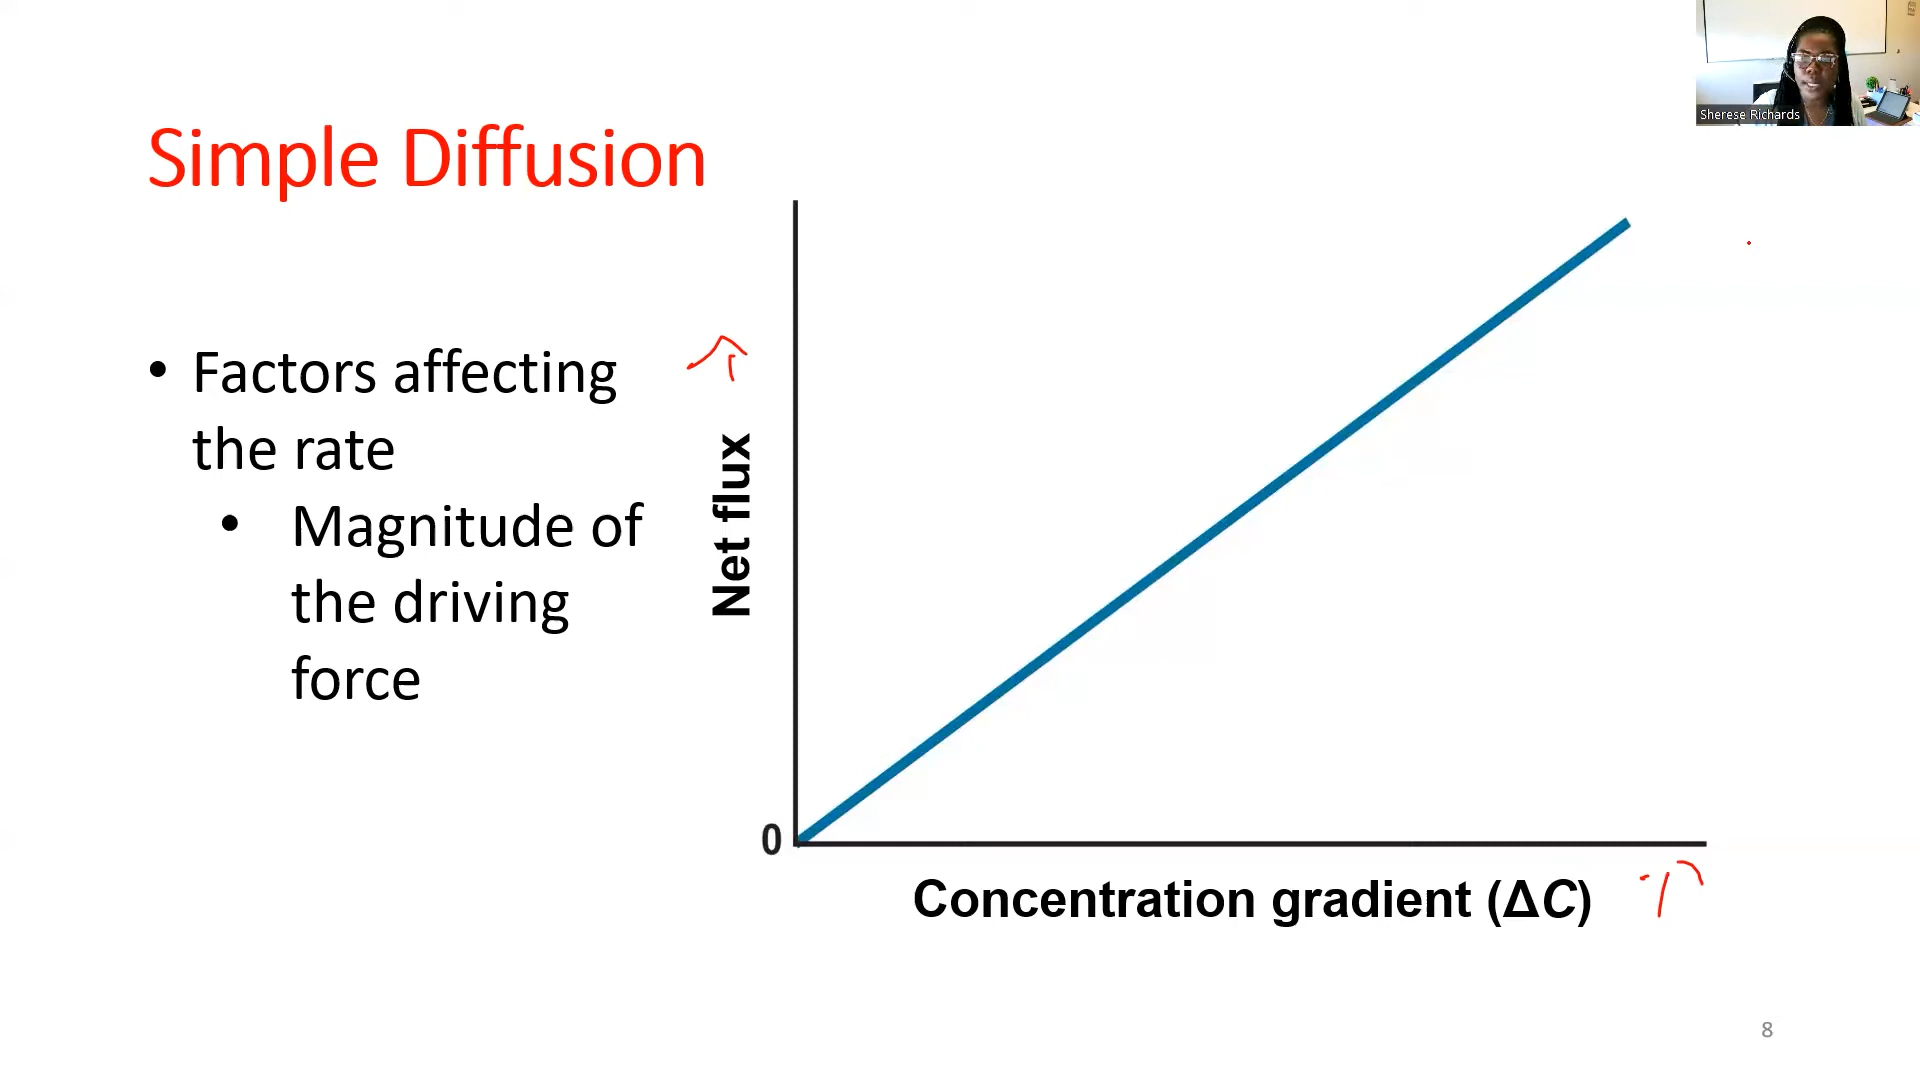 Sherese Richards
Simple Diffusion
• Factors affecting
the rate
• Magnitude of
the driving
force
Net flux
0
Concentration gradient (ΔC)
8